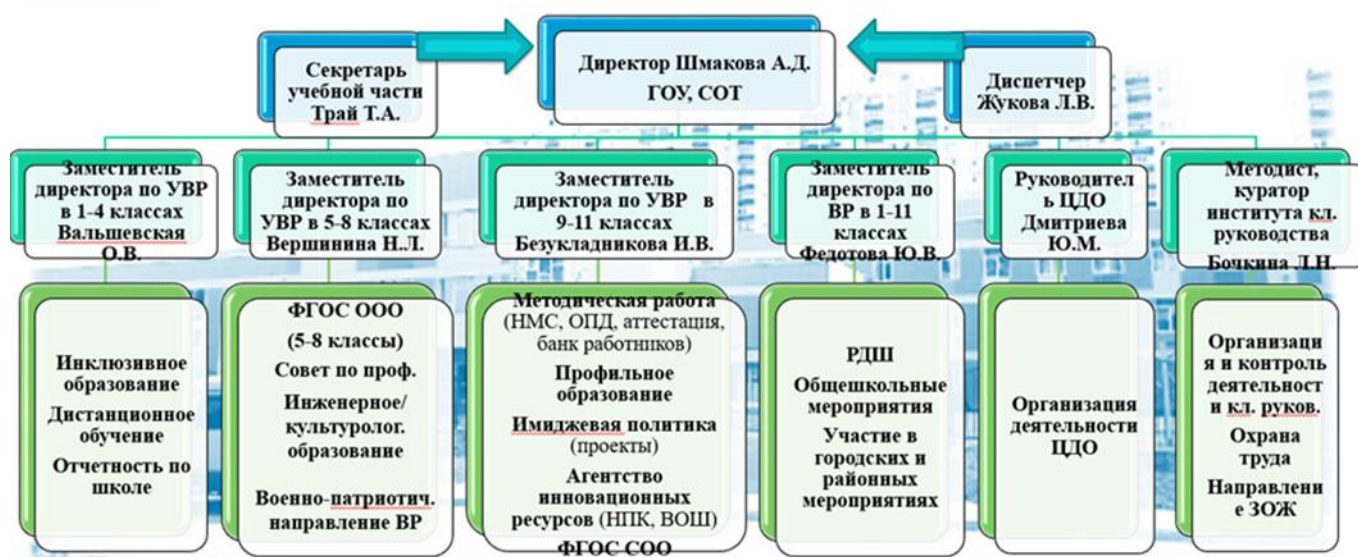 Секретарь
учебной части
Трай Т.А.
Директор Шмакова А.Д.
ГОУ, СОТ
Диспетчер
Жукова Л.В.
Заместитель
директора по УВР
в 1-4 классах
Вальшевская
О.В.
Заместитель
директора по
УВР в 5-8 классах
Вершинина Н.Л.
Заместитель
директора по УВР в
9-11 классах
Безукладникова И.В.
Заместитель
директора по
ВР в 1-11
классах
Федотова Ю.В.
Руководител
ь ЦДО
Дмитриева
Ю.М.
Методист,
куратор
института кл.
руководства
Бочкина Л.Н.
Инклюзивное
образование
Дистанционное
обучение
Отчетность по
школе
ФГОС ООО
(5-8 классы)
Совет по проф.
Инженерное/
культуролог.
образование
Военно-патриотич.
направление ВР
Методическая работа
(НМС, ОПД, аттестация,
банк работников)
Профильное
образование
Имиджевая политика
(проекты)
Агентство
инновационных
ресурсов (НПК, ВОШ)
ФГОС СОО
РДШ
Общешкольные
мероприятия
Участие в
городских и
районных
мероприятиях
Организация
деятельности
ЦДО
Организаци
я и контроль
деятельност
и кл. руков.
Охрана
труда
Направлени
е ЗОЖ